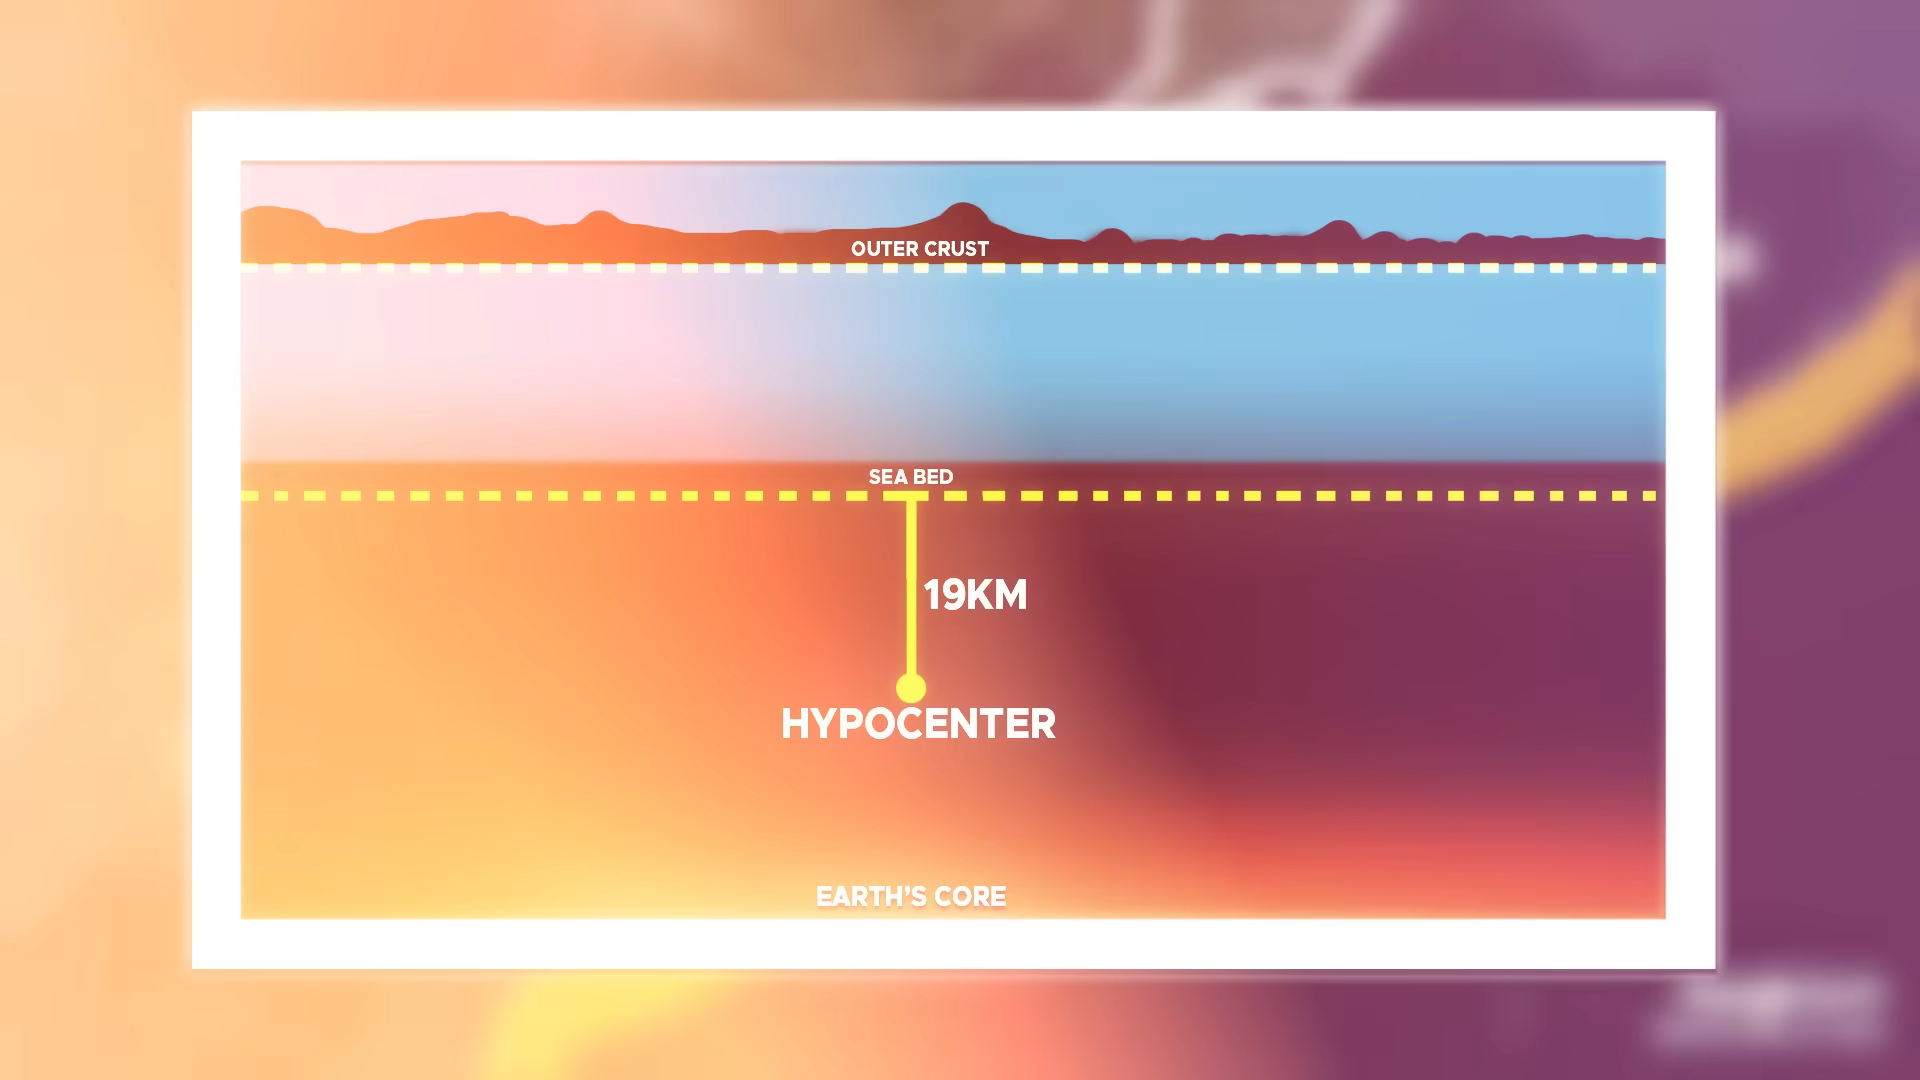 OUTER CRUST
SEA BED
19KM
HYPOCENTER
EARTH'S CORE